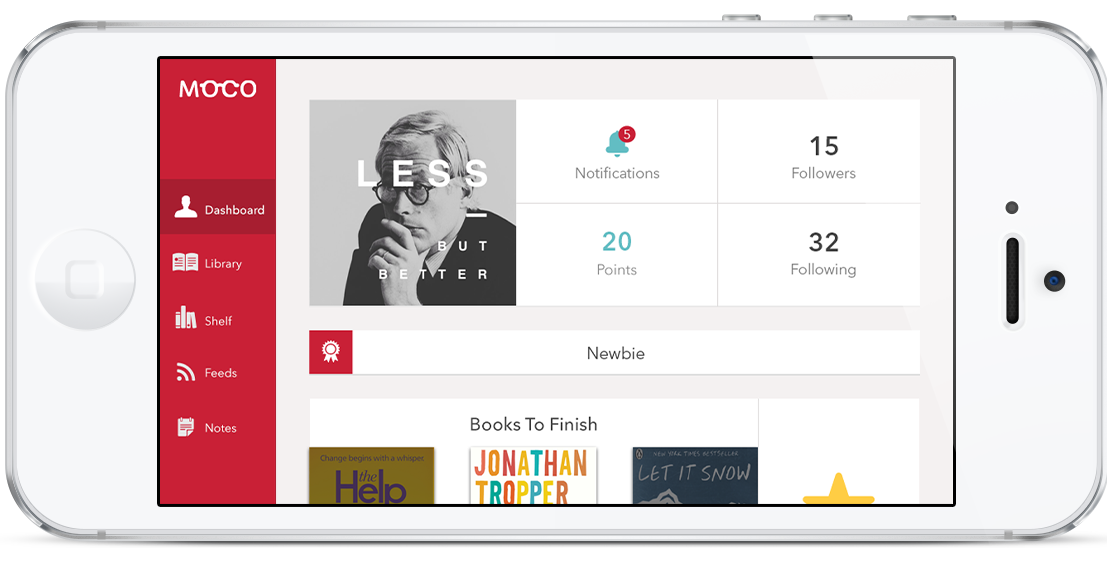 MOCO
Dashboard
Library
Shelf
Feeds
Notes
LESS
BUT
BETTER
5
Notifications
15
Followers
20
Points
32
Following
Newbie
Books To Finish
Change begins with a whisper
the
Help
JONATHAN
TROPPER
NEW YORK TIMES BESTSELLER
LET IT SNOW